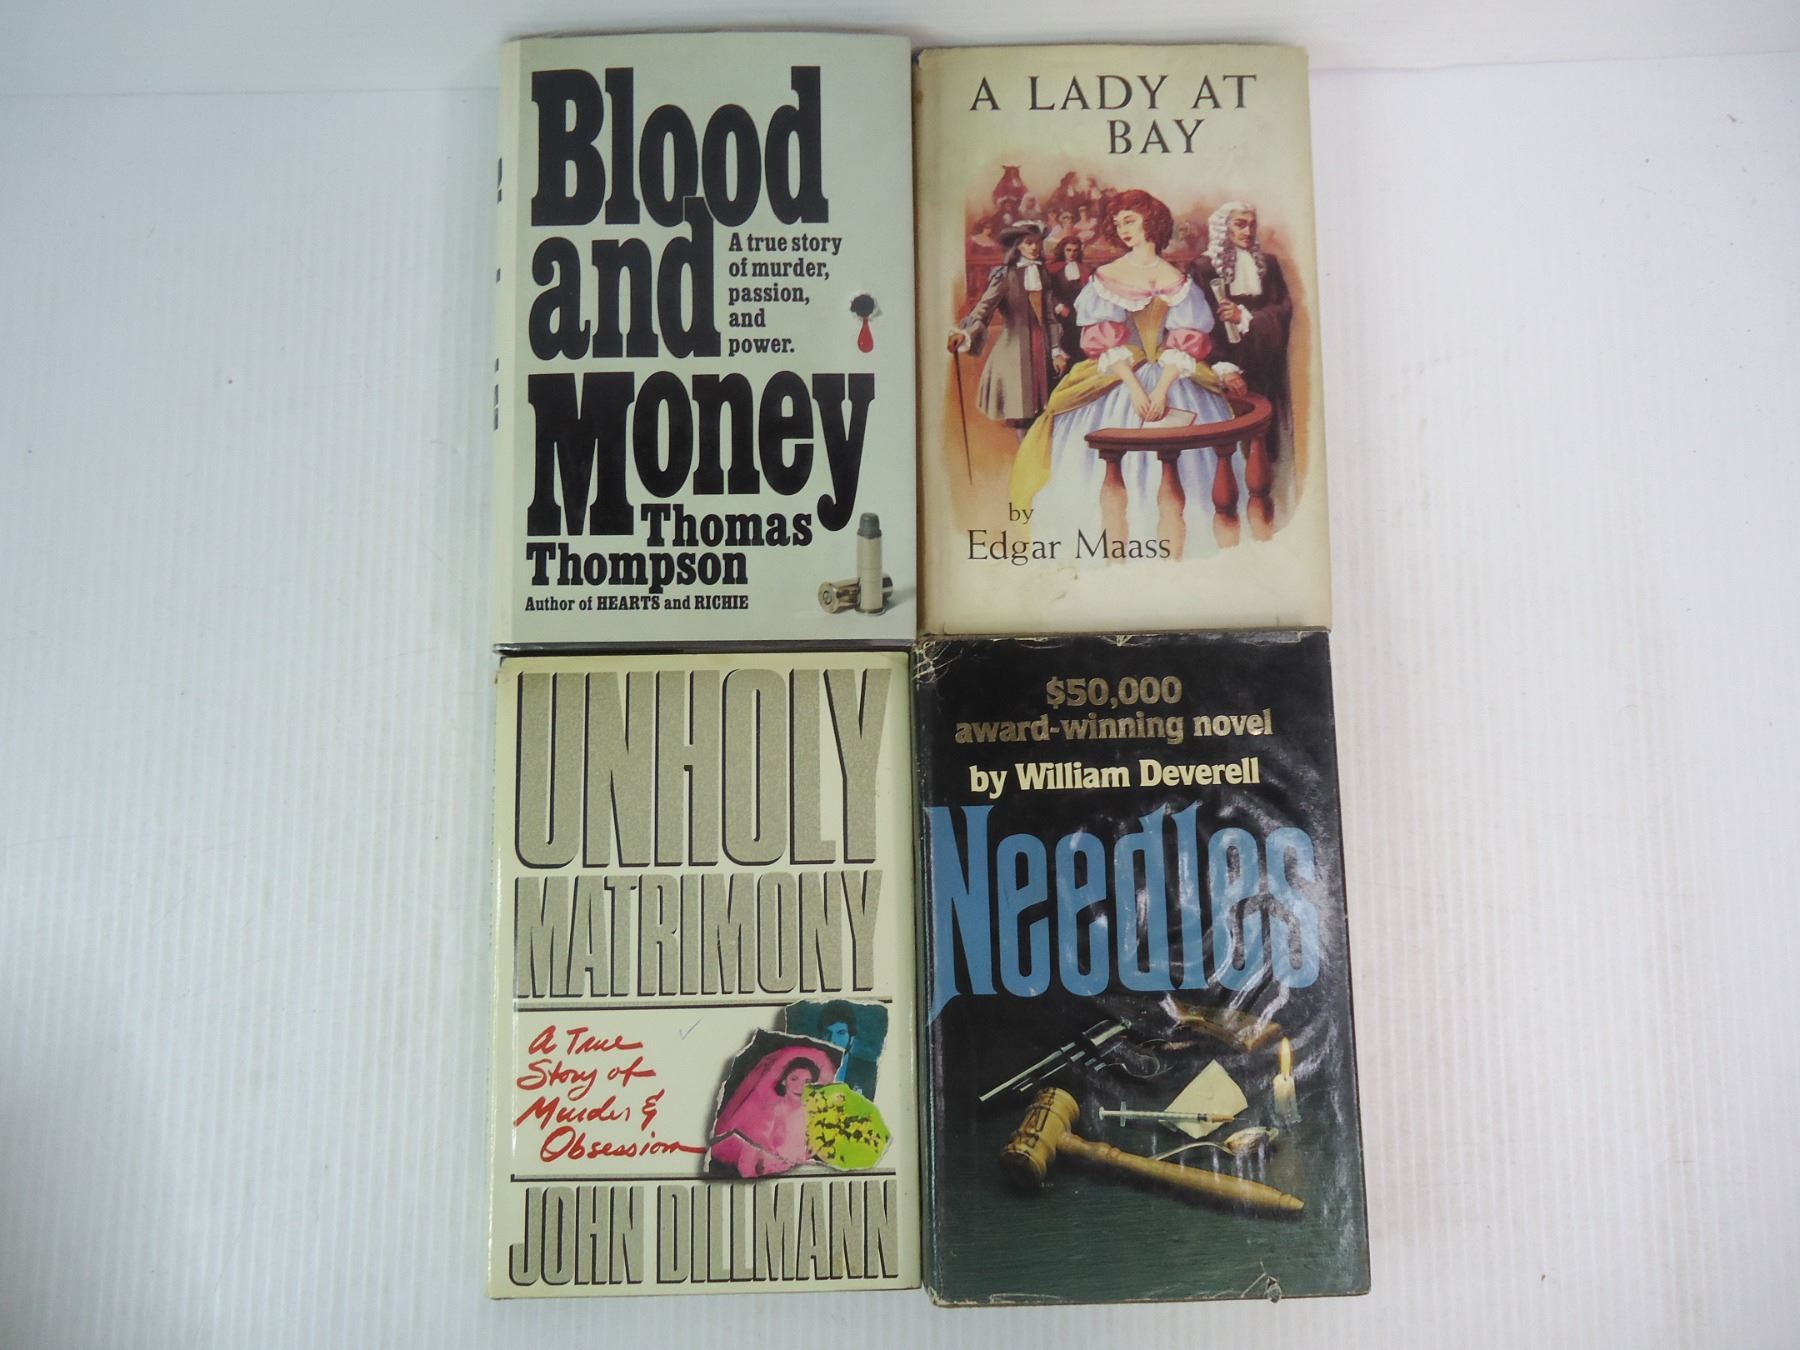 Blood
and
A true story
of murder,
passion,
and
power.
Money
Thomas
Thompson
Author of HEARTS and RICHIE
A LADY AT
BAY
by
Edgar Maass
UNHOLY
MATRIMONY
A True
Story of
Murder &
Obsession
JOHN DILLMANN
$50,000
award-winning novel
by William Deverell
Needles